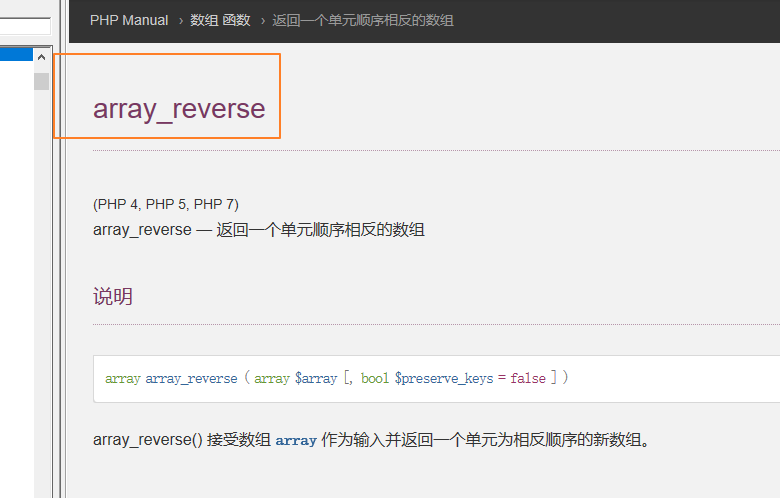 PHP Manual › 数组 函数 › 返回一个单元顺序相反的数组
array_reverse
(PHP 4, PHP 5, PHP 7)
array_reverse — 返回一个单元顺序相反的数组
说明
array array_reverse ( array $array [, bool $preserve_keys = false ] )
array_reverse() 接受数组 array 作为输入并返回一个单元为相反顺序的新数组。